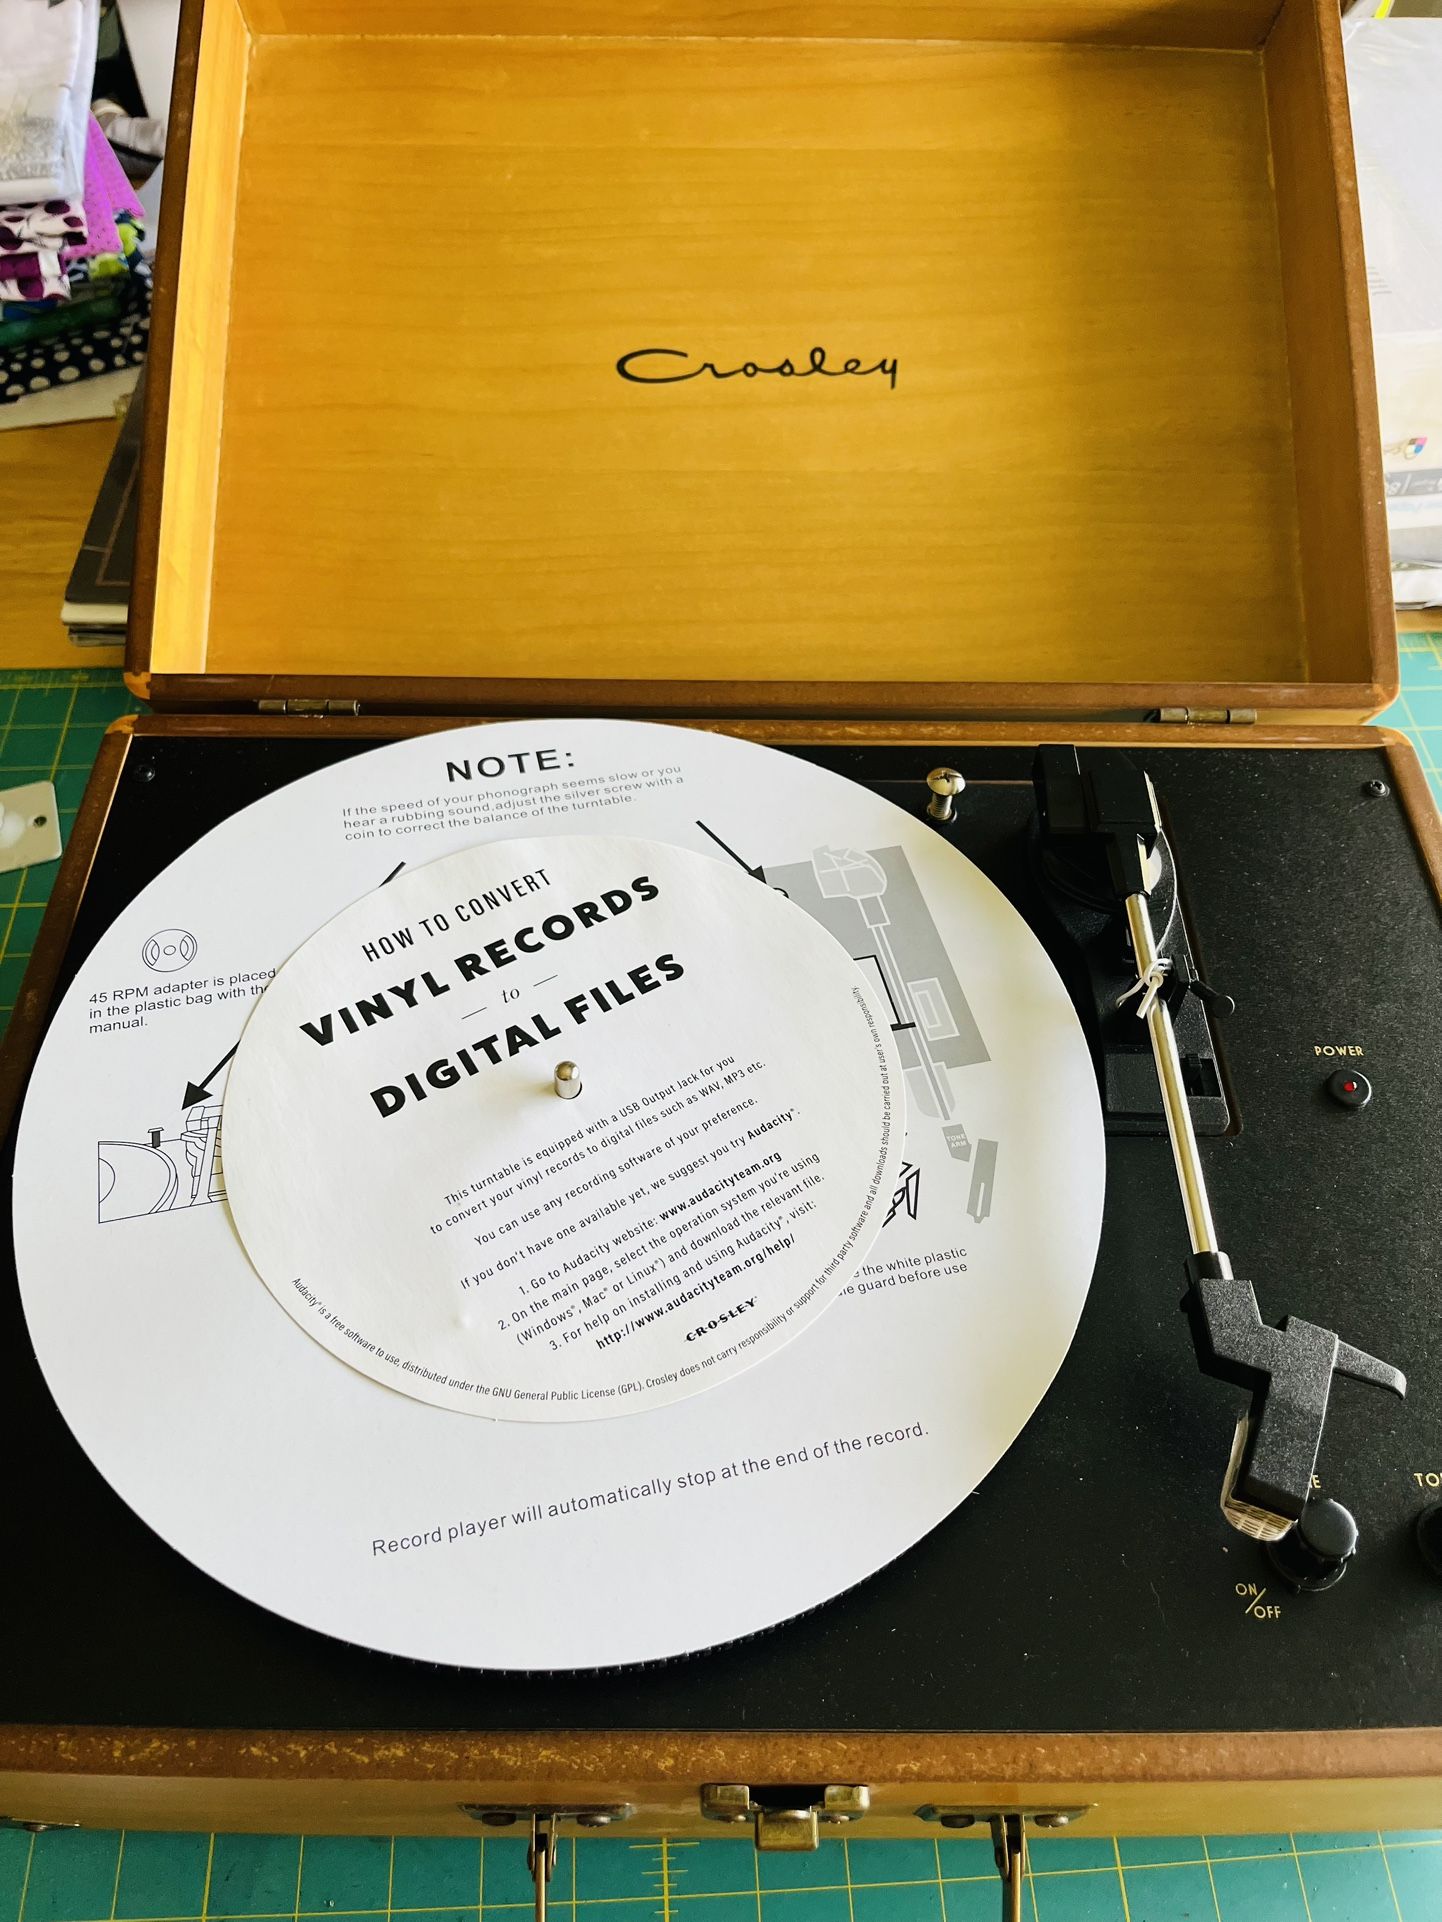 Crosley
NOTE:
If the speed of your phonograph seems slow or you
hear a rubbing sound,adjust the silver screw with a
coin to correct the balance of the turntable.
45 RPM adapter is placed
in the plastic bag with the
manual.
HOW TO CONVERT
VINYL RECORDS
— to —
DIGITAL FILES
This turntable is equipped with a USB Output Jack for you
to convert your vinyl records to digital files such as WAV, MP3 etc.
You can use any recording software of your preference.
If you don't have one available yet, we suggest you try Audacity®.
1. Go to Audacity website: www.audacityteam.org
2. On the main page, select the operation system you're using
(Windows®, Mac® or Linux®) and download the relevant file.
3. For help on installing and using Audacity®, visit:
http://www.audacityteam.org/help/
CROSLEY
Audacity® is a free software to use, distributed under the GNU General Public License (GPL). Crosley does not carry responsibility or support for third party software and all downloads should be carried out at user's own responsibility.
TONE
ARM
the white plastic
guard before use
Record player will automatically stop at the end of the record.
POWER
ON/OFF